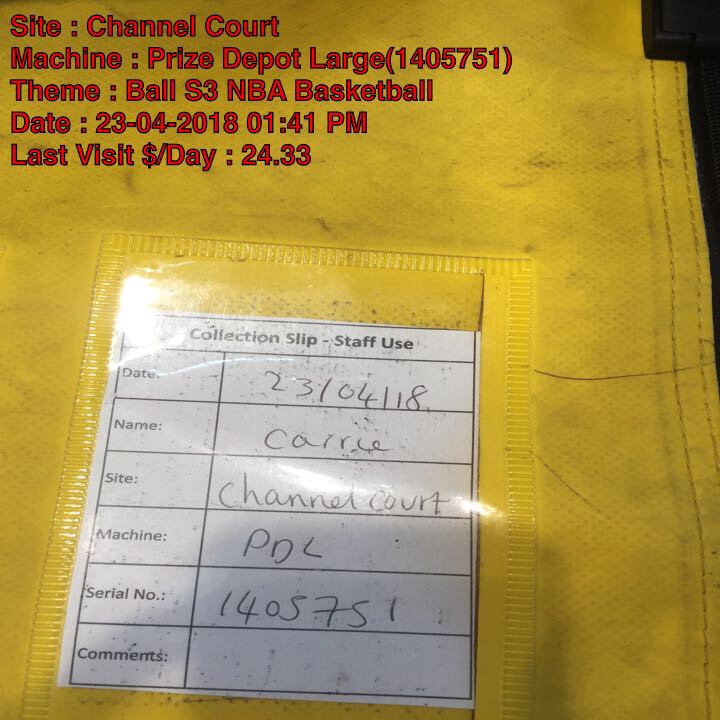 Site : Channel Court
Machine : Prize Depot Large(1405751)
Theme : Ball S3 NBA Basketball
Date : 23-04-2018 01:41 PM
Last Visit $/Day : 24.33
Collection Slip - Staff Use
Date: 23/04/18
Name: Carrie
Site: Channel court
Machine: PDL
Serial No.: 1405751
Comments: